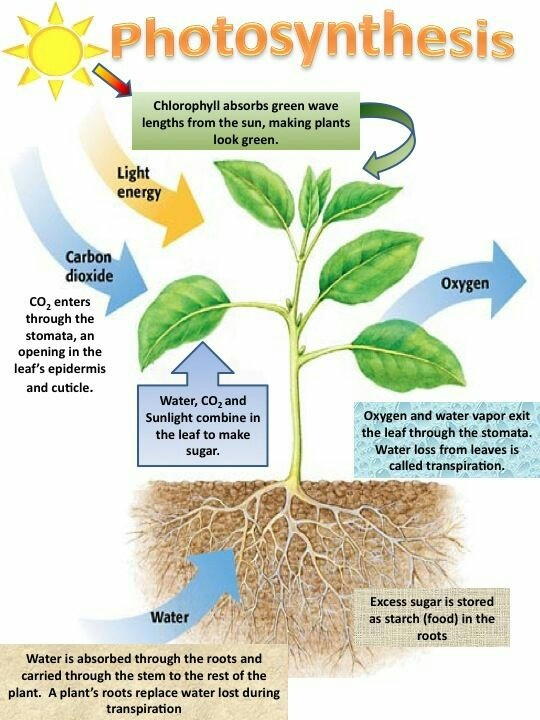 Photosynthesis
Chlorophyll absorbs green wave
lengths from the sun, making plants
look green.
Light
energy
Carbon
dioxide
CO₂ enters
through the
stomata, an
opening in the
leaf's epidermis
and cuticle.
Oxygen
Water, CO₂ and
Sunlight combine in
the leaf to make
sugar.
Oxygen and water vapor exit
the leaf through the stomata.
Water loss from leaves is
called transpiration.
Excess sugar is stored
as starch (food) in the
roots
Water
Water is absorbed through the roots and
carried through the stem to the rest of the
plant. A plant's roots replace water lost during
transpiration